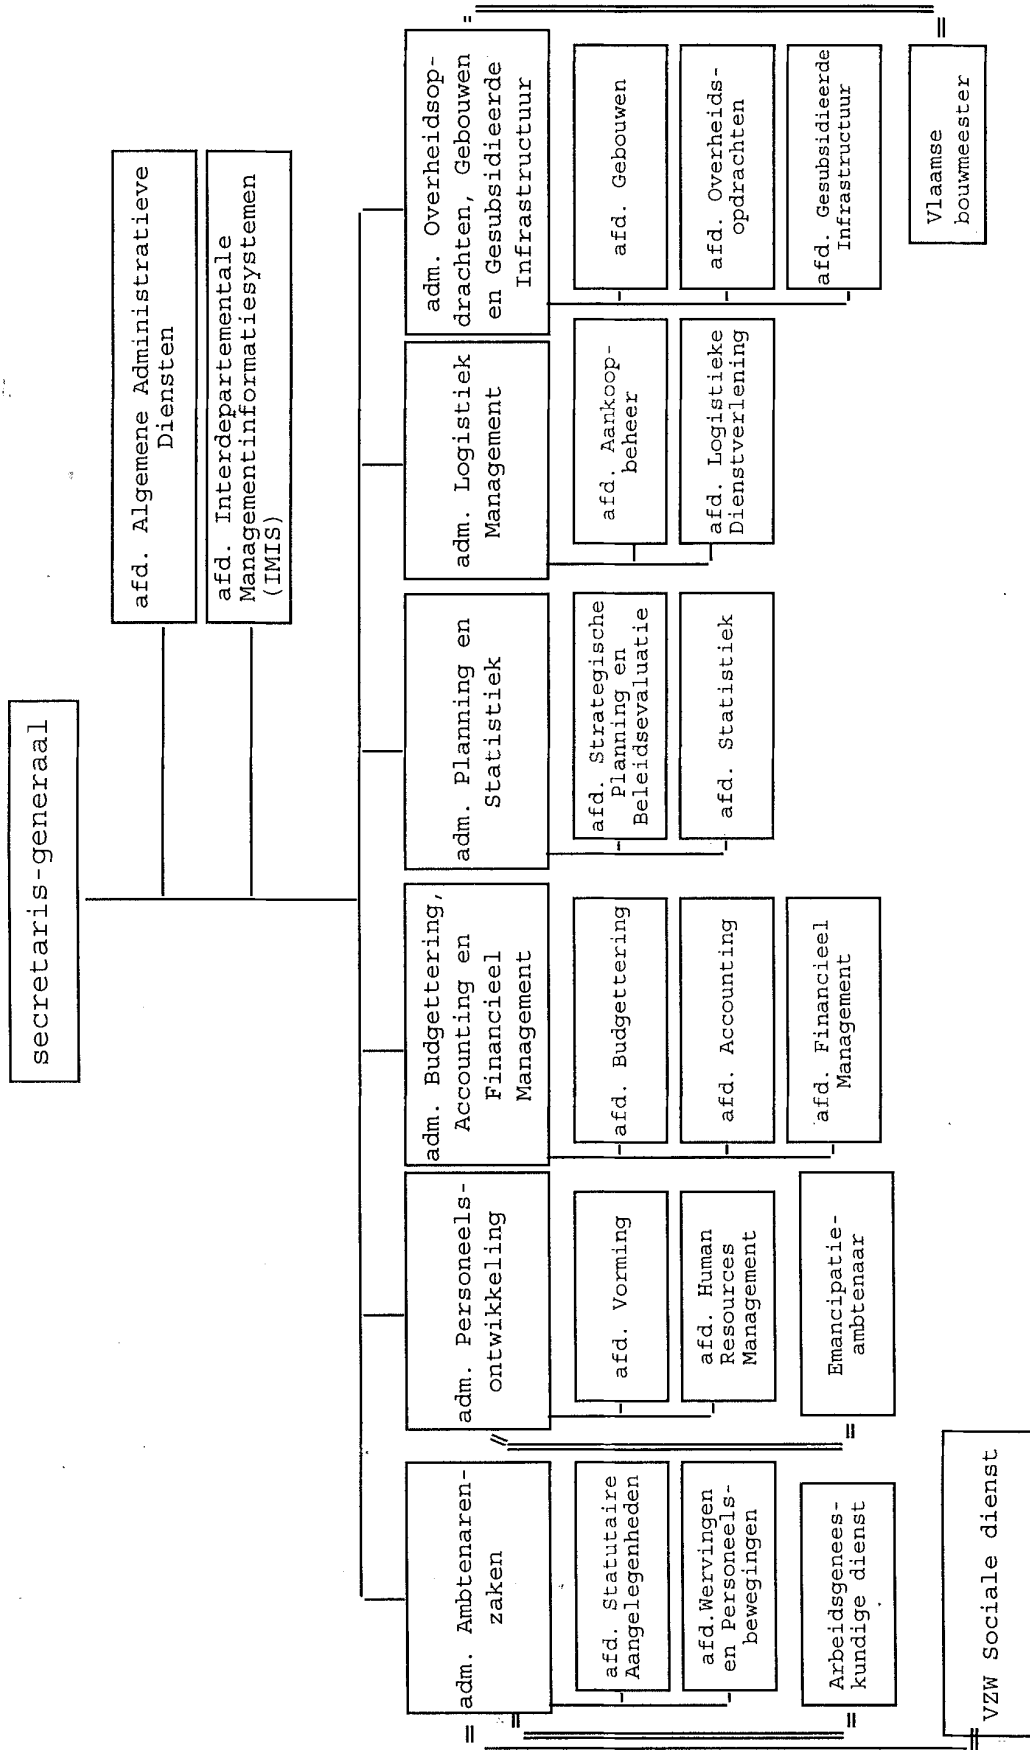 secretaris-generaal
afd. Algemene Administratieve
Diensten
afd. Interdepartementale
Managementinformatiesystemen
(IMIS)
adm. Ambtenaren-
zaken
afd. Statutaire
Aangelegenheden
afd.Wervingen
en Personeels-
bewegingen
Arbeidsgenees-
kundige dienst
VZW Sociale dienst
adm. Personeels-
ontwikkeling
afd. Vorming
afd. Human
Resources
Management
Emancipatie-
ambtenaar
adm. Budgettering,
Accounting en
Financieel
Management
afd. Budgettering
afd. Accounting
afd. Financieel
Management
adm. Planning en
Statistiek
afd. Strategische
Planning en
Beleidsevaluatie
afd. Statistiek
adm. Logistiek
Management
afd. Aankoop-
beheer
afd. Logistieke
Dienstverlening
adm. Overheidsop-
drachten, Gebouwen
en Gesubsidieerde
Infrastructuur
afd. Gebouwen
afd. Overheids-
opdrachten
afd. Gesubsidieerde
Infrastructuur
Vlaamse
bouwmeester